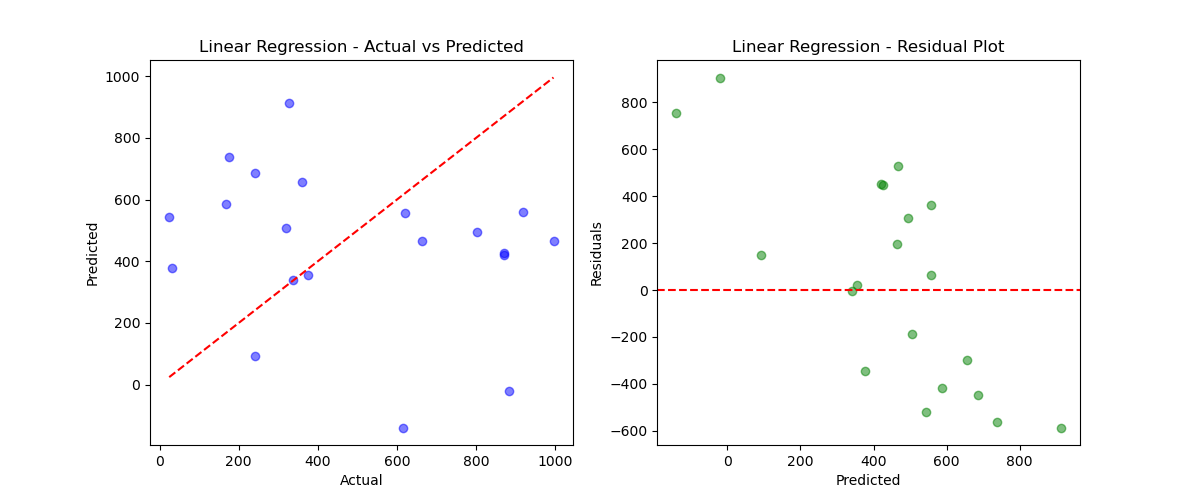 Linear Regression - Actual vs Predicted
1000
800
600
400
200
0
Predicted
0 200 400 600 800 1000
Actual
Linear Regression - Residual Plot
800
600
400
200
0
−200
−400
−600
Residuals
0 200 400 600 800
Predicted